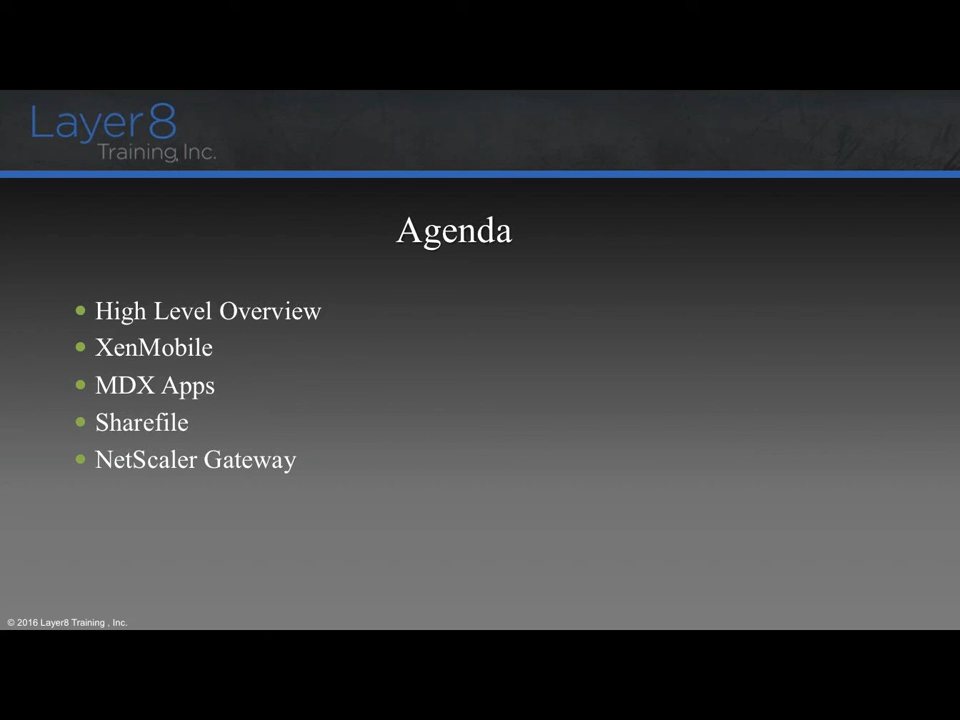 Layer8
Training, Inc.
Agenda
High Level Overview
XenMobile
MDX Apps
Sharefile
NetScaler Gateway
© 2016 Layer8 Training , Inc.